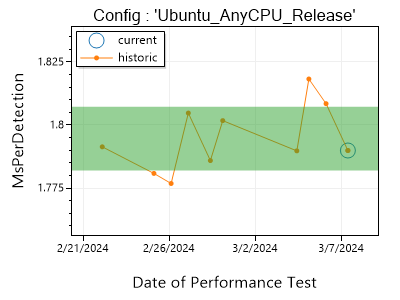 Config : 'Ubuntu_AnyCPU_Release'
current
historic
MsPerDetection
1.825
1.8
1.775
2/21/2024
2/26/2024
3/2/2024
3/7/2024
Date of Performance Test